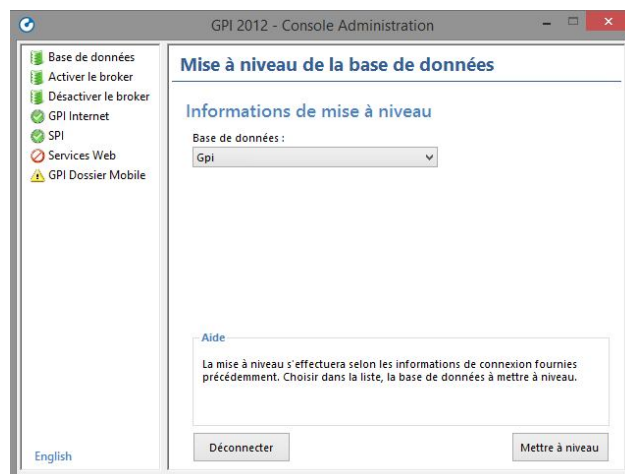 GPI 2012 - Console Administration
Base de données
Activer le broker
Désactiver le broker
GPI Internet
SPI
Services Web
GPI Dossier Mobile
English
Mise à niveau de la base de données
Informations de mise à niveau
Base de données :
Gpi
Aide
La mise à niveau s'effectuera selon les informations de connexion fournies
précédemment. Choisir dans la liste, la base de données à mettre à niveau.
Déconnecter
Mettre à niveau